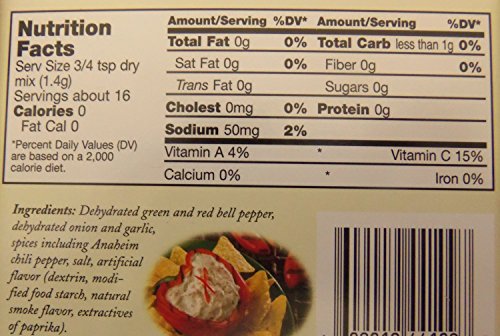 Nutrition
Facts
Serv Size 3/4 tsp dry
mix (1.4g)
Servings about 16
Calories 0
Fat Cal 0
*Percent Daily Values (DV)
are based on a 2,000
calorie diet.
Amount/Serving %DV* Amount/Serving %DV*
Total Fat 0g 0% Total Carb less than 1g 0%
Sat Fat 0g 0% Fiber 0g 0%
Trans Fat 0g Sugars 0g
Cholest 0mg 0% Protein 0g
Sodium 50mg 2%
Vitamin A 4% * Vitamin C 15%
Calcium 0% * Iron 0%
Ingredients: Dehydrated green and red bell pepper,
dehydrated onion and garlic,
spices including Anaheim
chili pepper, salt, artificial
flavor (dextrin, modi-
fied food starch, natural
smoke flavor, extractives
of paprika).